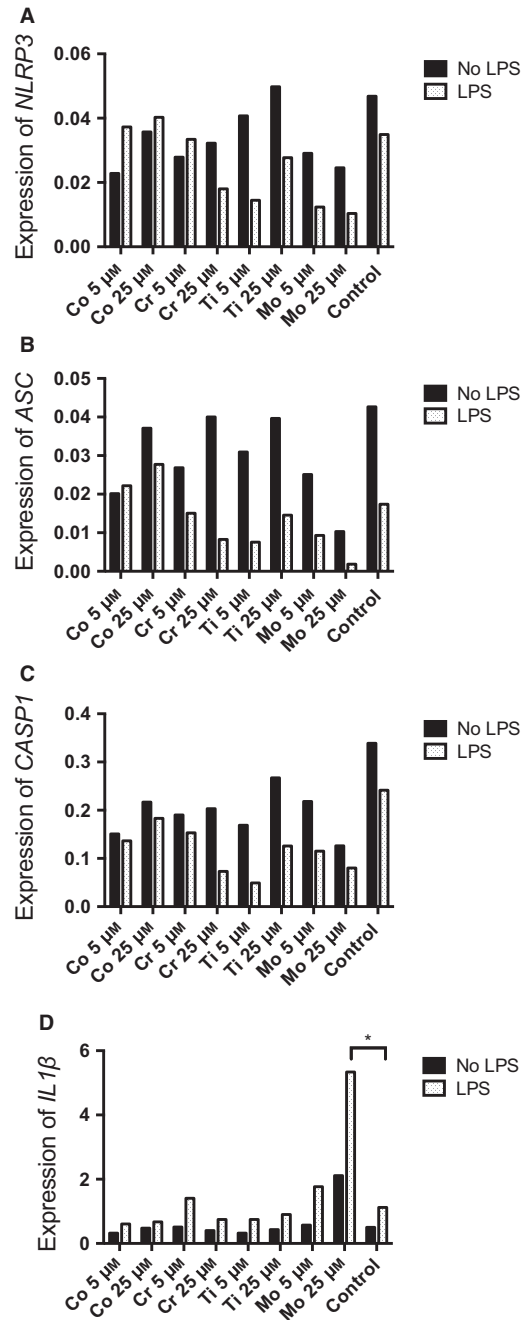 A
Expression of NLRP3
0.06
0.04
0.02
0.00
Co 5 µM
Co 25 µM
Cr 5 µM
Cr 25 µM
Ti 5 µM
Ti 25 µM
Mo 5 µM
Mo 25 µM
Control
No LPS
LPS
B
Expression of ASC
0.05
0.04
0.03
0.02
0.01
0.00
Co 5 µM
Co 25 µM
Cr 5 µM
Cr 25 µM
Ti 5 µM
Ti 25 µM
Mo 5 µM
Mo 25 µM
Control
No LPS
LPS
C
Expression of CASP1
0.4
0.3
0.2
0.1
0.0
Co 5 µM
Co 25 µM
Cr 5 µM
Cr 25 µM
Ti 5 µM
Ti 25 µM
Mo 5 µM
Mo 25 µM
Control
No LPS
LPS
D
Expression of IL1β
6
4
2
0
*
Co 5 µM
Co 25 µM
Cr 5 µM
Cr 25 µM
Ti 5 µM
Ti 25 µM
Mo 5 µM
Mo 25 µM
Control
No LPS
LPS